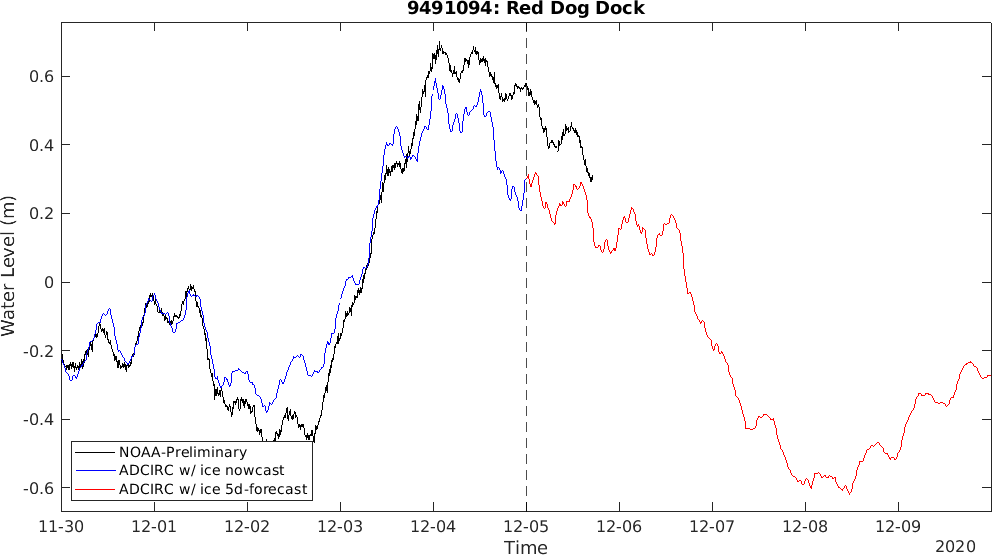 9491094: Red Dog Dock
Water Level (m)
0.6
0.4
0.2
0
-0.2
-0.4
-0.6
NOAA-Preliminary
ADCIRC w/ ice nowcast
ADCIRC w/ ice 5d-forecast
11-30 12-01 12-02 12-03 12-04 12-05 12-06 12-07 12-08 12-09
Time
2020